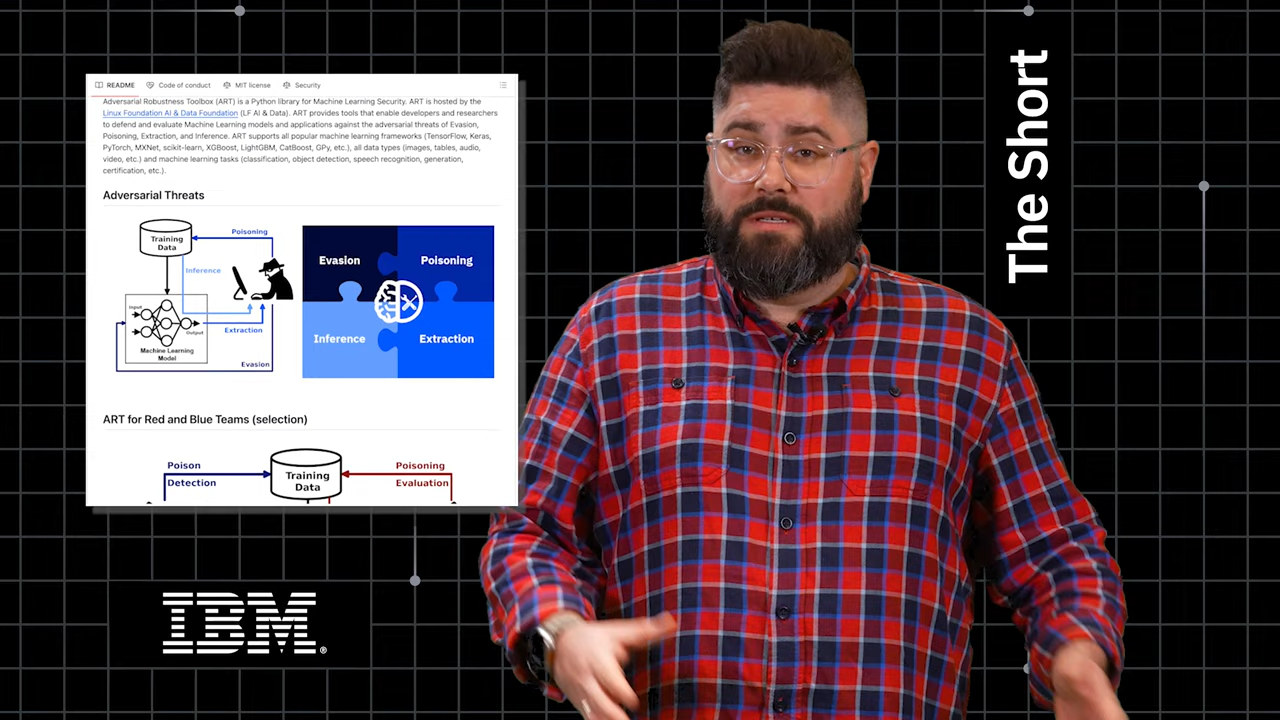 README Code of conduct MIT license Security
Adversarial Robustness Toolbox (ART) is a Python library for Machine Learning Security. ART is hosted by the
Linux Foundation AI & Data Foundation (LF AI & Data). ART provides tools that enable developers and researchers
to defend and evaluate Machine Learning models and applications against the adversarial threats of Evasion,
Poisoning, Extraction, and Inference. ART supports all popular machine learning frameworks (TensorFlow, Keras,
PyTorch, MXNet, scikit-learn, XGBoost, LightGBM, CatBoost, GPy, etc.), all data types (images, tables, audio,
video, etc.) and machine learning tasks (classification, object detection, speech recognition, generation,
certification, etc.).
Adversarial Threats
Training
Data
Poisoning
Inference
Input
Output
Extraction
Machine Learning
Model
Evasion
Evasion
Poisoning
Inference
Extraction
ART for Red and Blue Teams (selection)
Poison
Detection
Training
Data
Poisoning
Evaluation
The Short
IBM®